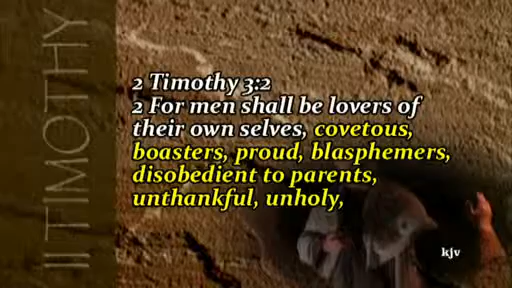 II TIMOTHY
2 Timothy 3:2
2 For men shall be lovers of
their own selves, covetous,
boasters, proud, blasphemers,
disobedient to parents,
unthankful, unholy,
kjv